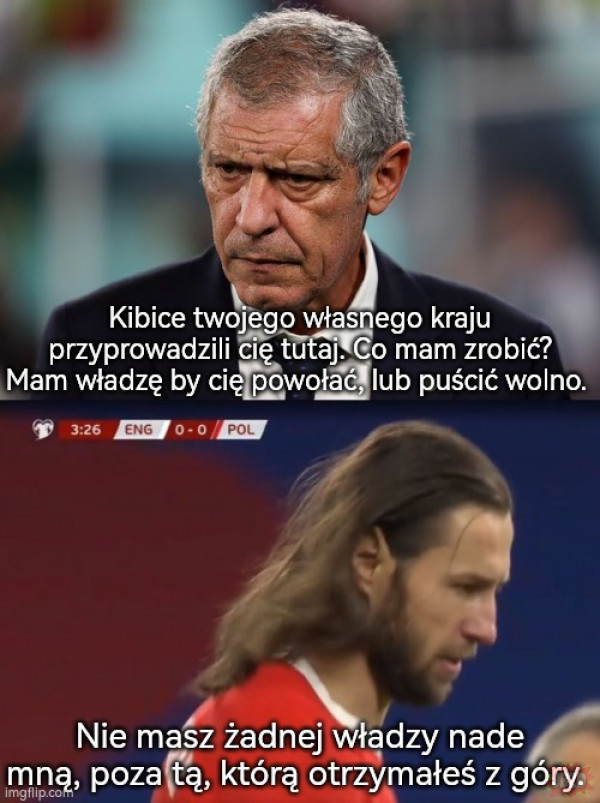 Kibice twojego własnego kraju
przyprowadzili cię tutaj. Co mam zrobić?
Mam władzę by cię powołać, lub puścić wolno.
3:26 ENG 0 - 0 POL
Nie masz żadnej władzy nade
mną, poza tą, którą otrzymałeś z góry.
imgflip.com